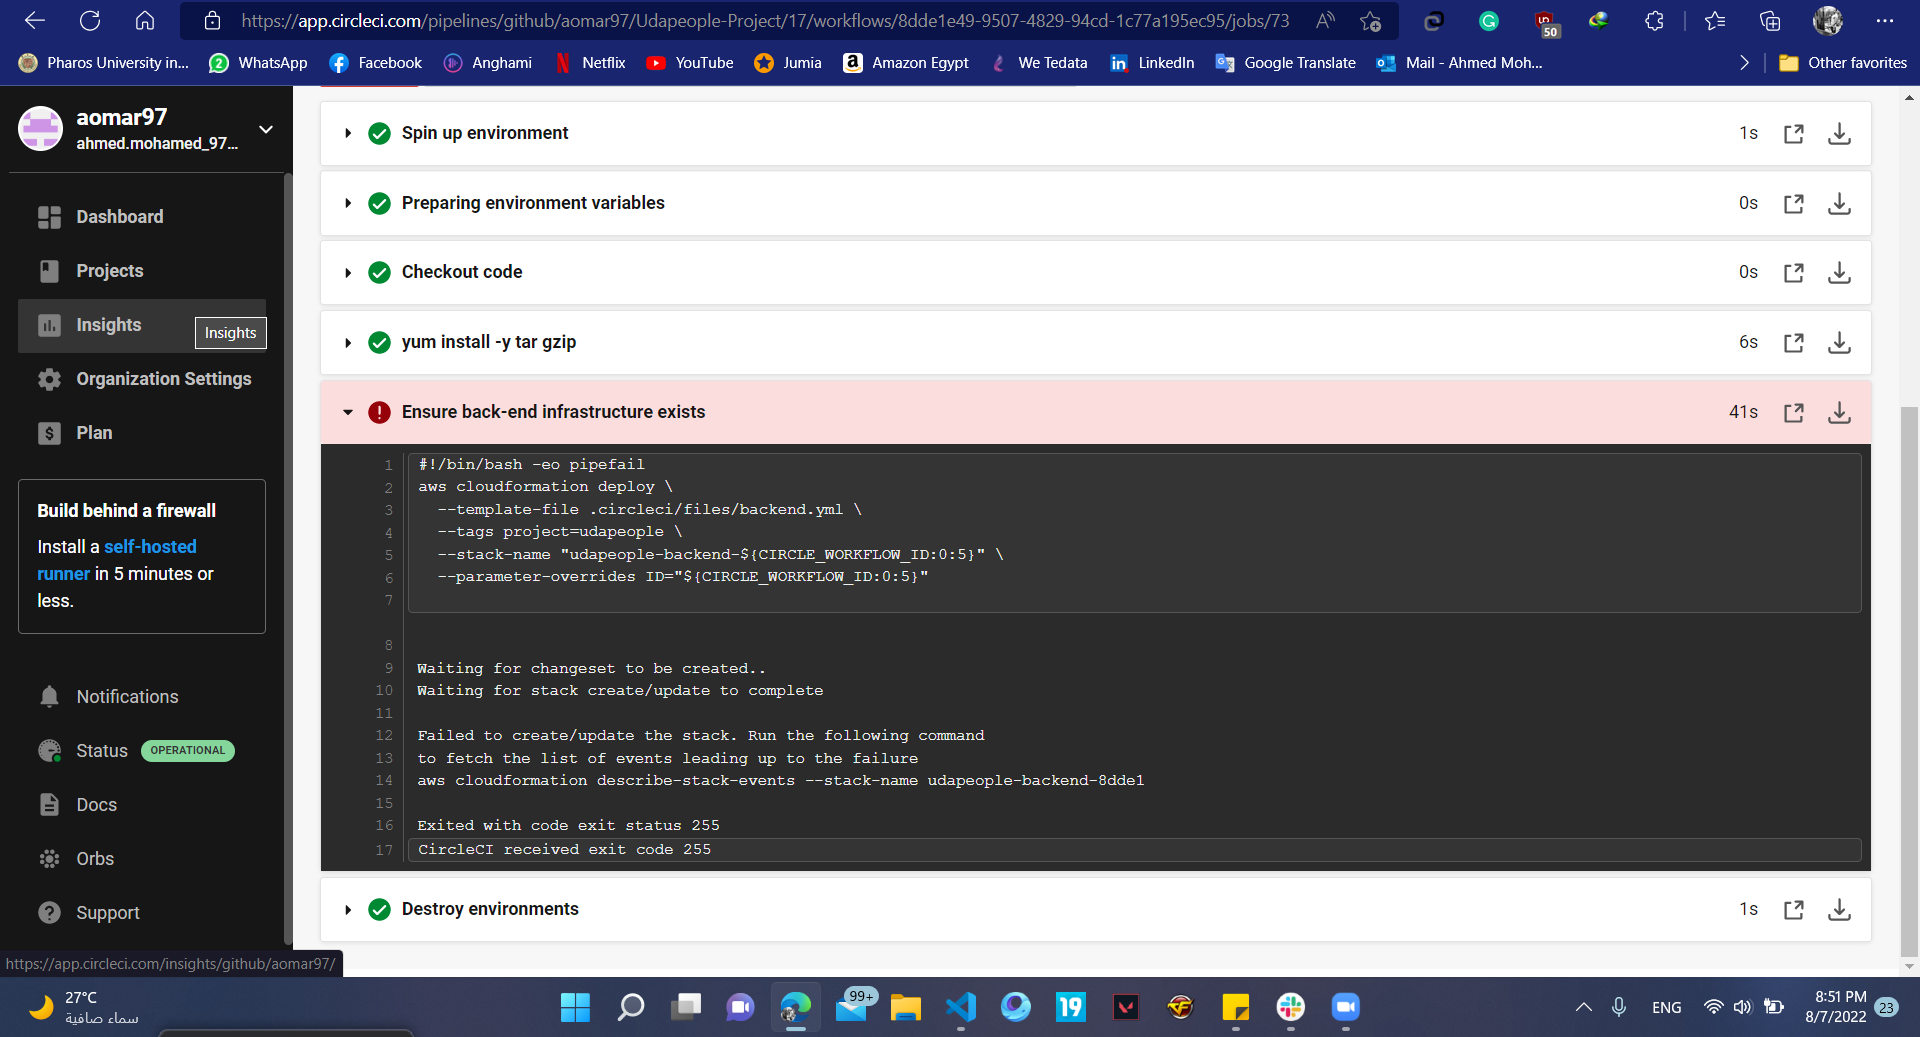 https://app.circleci.com/pipelines/github/aomar97/Udapeople-Project/17/workflows/8dde1e49-9507-4829-94cd-1c77a195ec95/jobs/73
50
Pharos University in...
2
WhatsApp
Facebook
Anghami
Netflix
YouTube
Jumia
a
Amazon Egypt
We Tedata
in
LinkedIn
Google Translate
Mail - Ahmed Moh...
Other favorites
aomar97
ahmed.mohamed_97...
Dashboard
Projects
Insights
Insights
Organization Settings
Plan
Build behind a firewall
Install a self-hosted
runner in 5 minutes or
less.
Notifications
Status OPERATIONAL
Docs
Orbs
Support
https://app.circleci.com/insights/github/aomar97/
Spin up environment 1s
Preparing environment variables 0s
Checkout code 0s
yum install -y tar gzip 6s
Ensure back-end infrastructure exists 41s
1 #!/bin/bash -eo pipefail
2 aws cloudformation deploy \
3 --template-file .circleci/files/backend.yml \
4 --tags project=udapeople \
5 --stack-name "udapeople-backend-${CIRCLE_WORKFLOW_ID:0:5}" \
6 --parameter-overrides ID="${CIRCLE_WORKFLOW_ID:0:5}"
7
8
9 Waiting for changeset to be created..
10 Waiting for stack create/update to complete
11
12 Failed to create/update the stack. Run the following command
13 to fetch the list of events leading up to the failure
14 aws cloudformation describe-stack-events --stack-name udapeople-backend-8dde1
15
16 Exited with code exit status 255
17 CircleCI received exit code 255
Destroy environments 1s
27°C
سماء صافية
99+
19
ENG
8:51 PM
8/7/2022
23